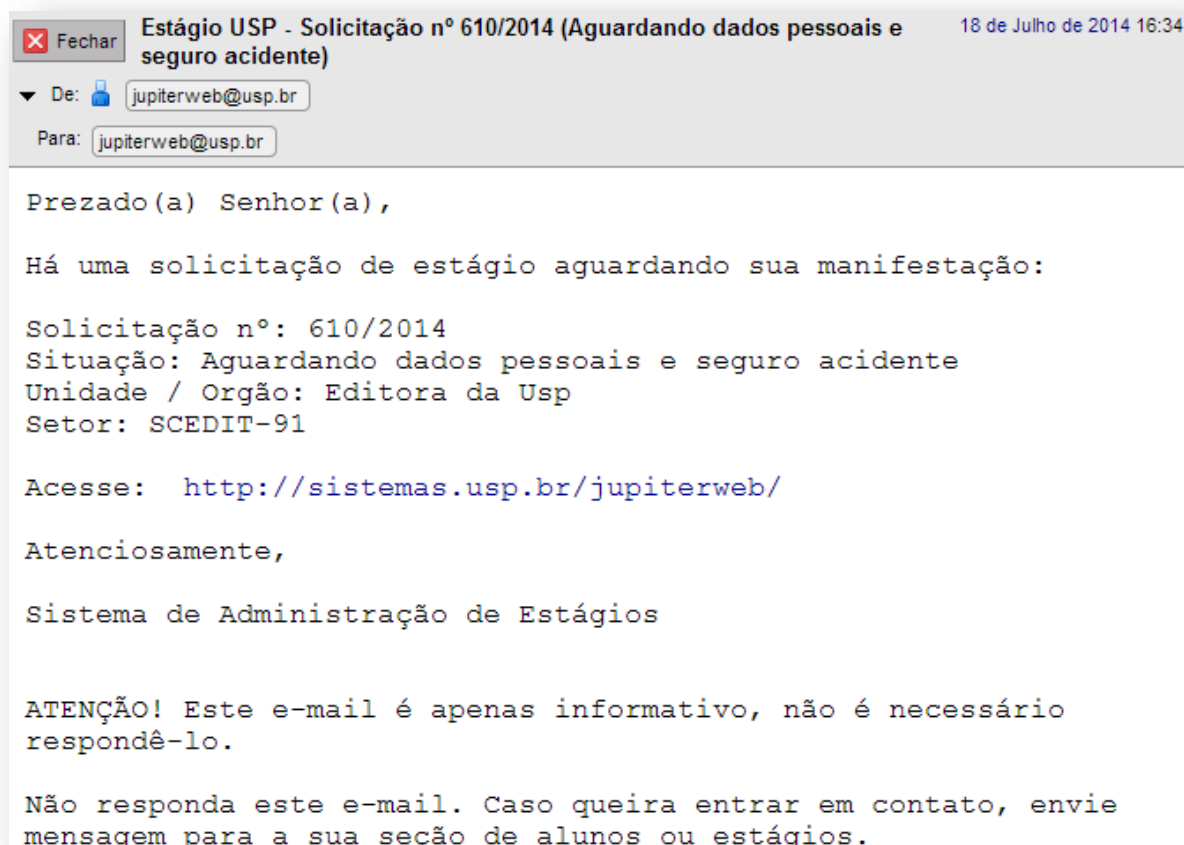 Fechar
Estágio USP - Solicitação nº 610/2014 (Aguardando dados pessoais e
seguro acidente)
18 de Julho de 2014 16:34
De: jupiterweb@usp.br
Para: jupiterweb@usp.br
Prezado(a) Senhor(a),
Há uma solicitação de estágio aguardando sua manifestação:
Solicitação nº: 610/2014
Situação: Aguardando dados pessoais e seguro acidente
Unidade / Orgão: Editora da Usp
Setor: SCEDIT-91
Acesse: http://sistemas.usp.br/jupiterweb/
Atenciosamente,
Sistema de Administração de Estágios
ATENÇÃO! Este e-mail é apenas informativo, não é necessário
respondê-lo.
Não responda este e-mail. Caso queira entrar em contato, envie
mensagem para a sua seção de alunos ou estágios.